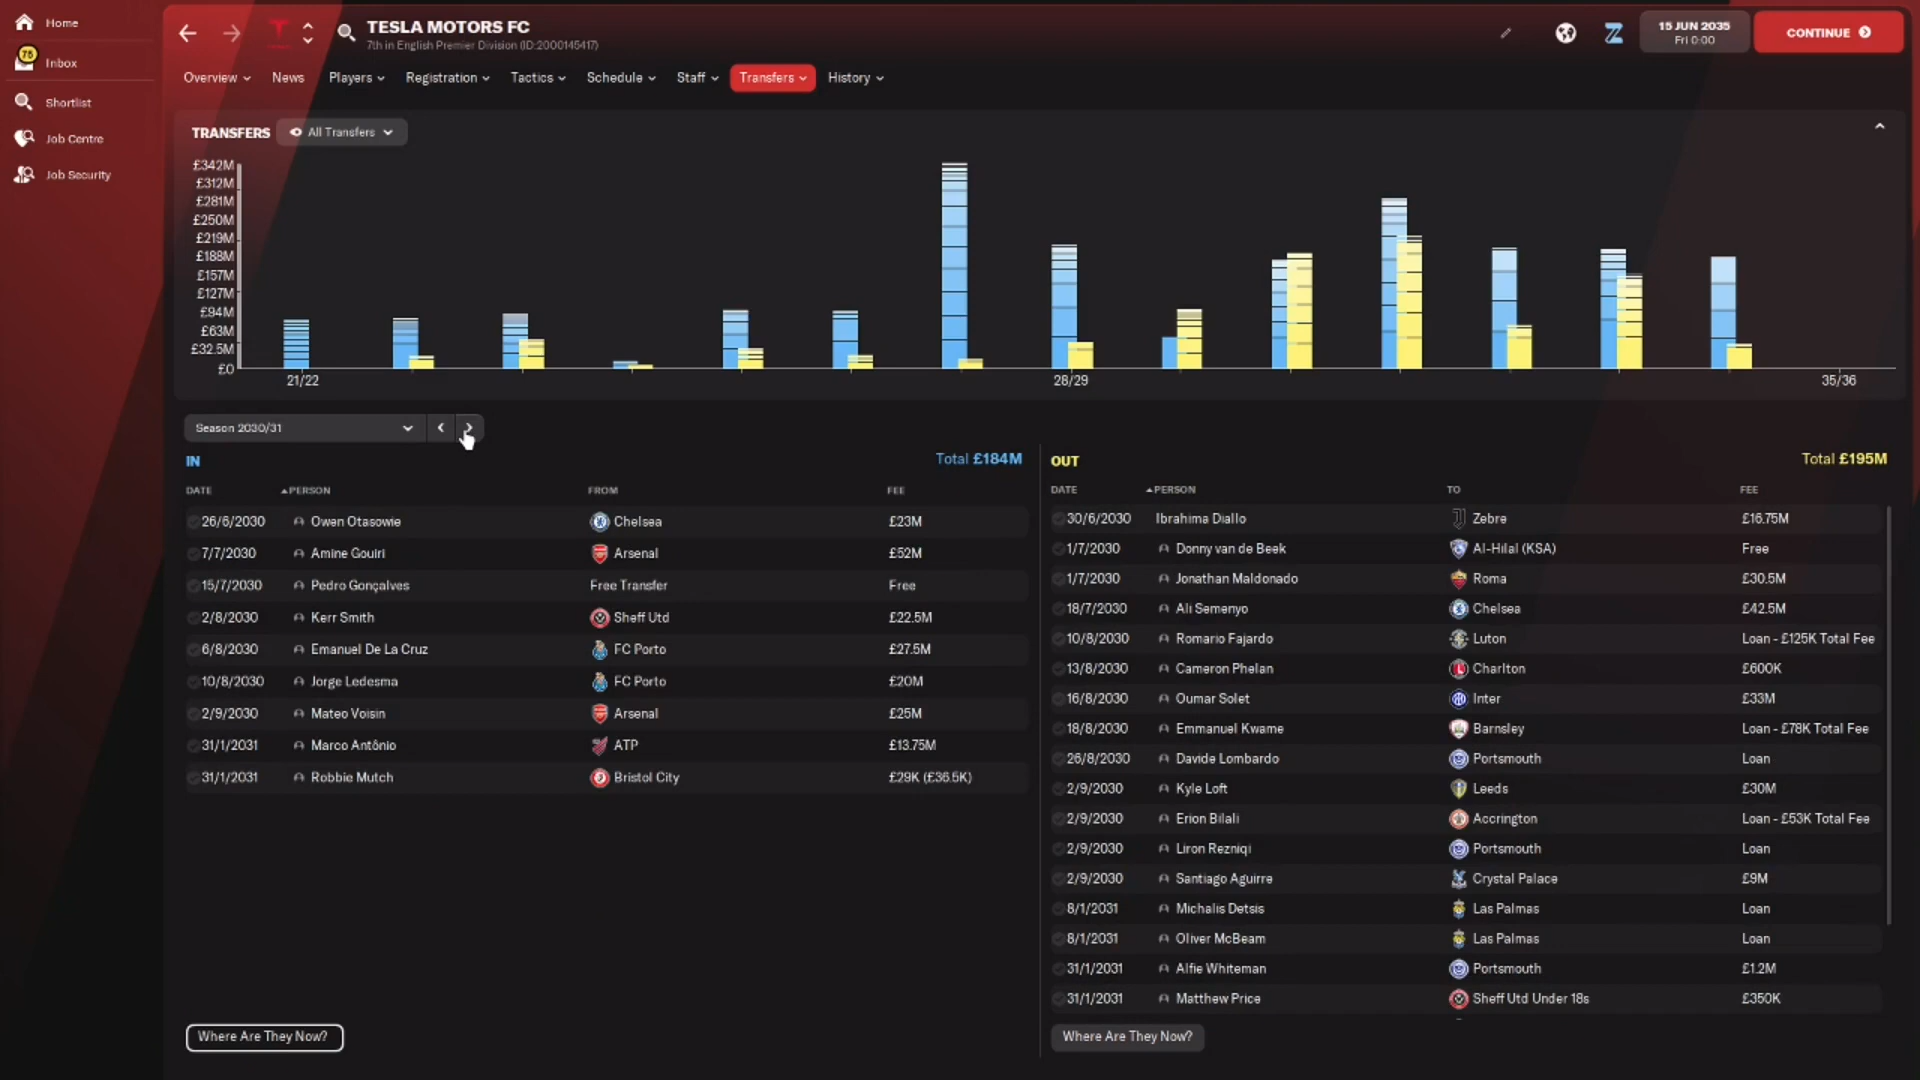 Home
75
Inbox
Shortlist
Job Centre
Job Security
TESLA MOTORS FC
7th in English Premier Division (ID:2000145417)
15 JUN 2035
Fri 0:00
CONTINUE
Overview
News
Players
Registration
Tactics
Schedule
Staff
Transfers
History
TRANSFERS
All Transfers
£342M
£312M
£281M
£250M
£219M
£188M
£157M
£127M
£94M
£63M
£32.5M
£0
21/22
28/29
35/36
Season 2030/31
IN
Total £184M
DATE PERSON FROM FEE
26/6/2030 Owen Otasowie Chelsea £23M
7/7/2030 Amine Gouiri Arsenal £52M
15/7/2030 Pedro Gonçalves Free Transfer Free
2/8/2030 Kerr Smith Sheff Utd £22.5M
6/8/2030 Emanuel De La Cruz FC Porto £27.5M
10/8/2030 Jorge Ledesma FC Porto £20M
2/9/2030 Mateo Voisin Arsenal £25M
31/1/2031 Marco Antônio ATP £13.75M
31/1/2031 Robbie Mutch Bristol City £29K (£36.5K)
Where Are They Now?
OUT
Total £195M
DATE PERSON TO FEE
30/6/2030 Ibrahima Diallo Zebre £16.75M
1/7/2030 Donny van de Beek Al-Hilal (KSA) Free
1/7/2030 Jonathan Maldonado Roma £30.5M
18/7/2030 Ali Semenyo Chelsea £42.5M
10/8/2030 Romario Fajardo Luton Loan - £125K Total Fee
13/8/2030 Cameron Phelan Charlton £600K
16/8/2030 Oumar Solet Inter £33M
18/8/2030 Emmanuel Kwame Barnsley Loan - £78K Total Fee
26/8/2030 Davide Lombardo Portsmouth Loan
2/9/2030 Kyle Loft Leeds £30M
2/9/2030 Erion Bilali Accrington Loan - £53K Total Fee
2/9/2030 Liron Rezniqi Portsmouth Loan
2/9/2030 Santiago Aguirre Crystal Palace £9M
8/1/2031 Michalis Detsis Las Palmas Loan
8/1/2031 Oliver McBeam Las Palmas Loan
31/1/2031 Alfie Whiteman Portsmouth £1.2M
31/1/2031 Matthew Price Sheff Utd Under 18s £350K
Where Are They Now?